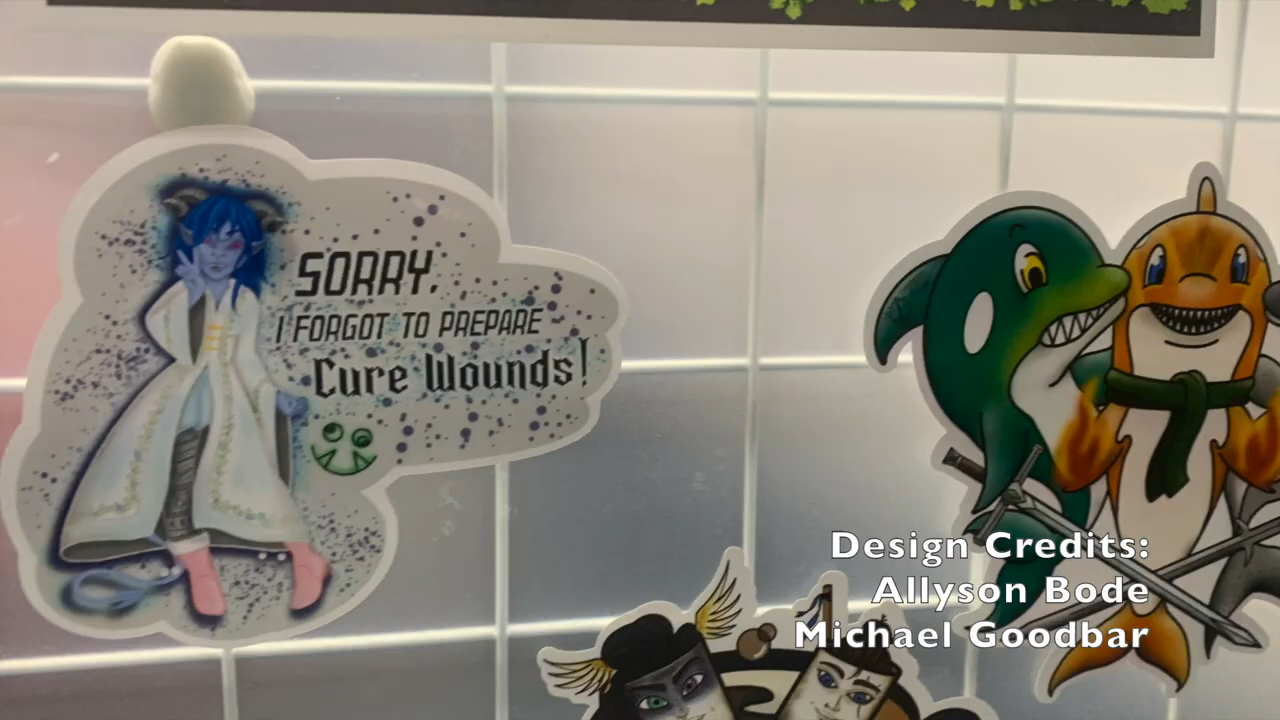 SORRY,
I FORGOT TO PREPARE
Cure Wounds!
Design Credits:
Allyson Bode
Michael Goodbar